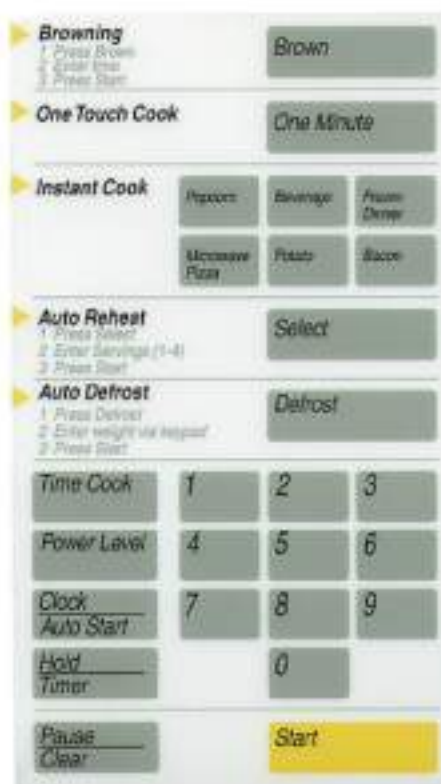 Browning
1 Press Brown
2 Enter time
3 Press Start
Brown
One Touch Cook
One Minute
Instant Cook
Popcorn
Beverage
Frozen
Dinner
Microwave
Pizza
Potato
Bacon
Auto Reheat
1 Press Select
2 Enter Servings (1-4)
3 Press Start
Select
Auto Defrost
1 Press Defrost
2 Enter weight via keypad
3 Press Start
Defrost
Time Cook
1
2
3
Power Level
4
5
6
Clock
Auto Start
7
8
9
Hold
Timer
0
Pause
Clear
Start